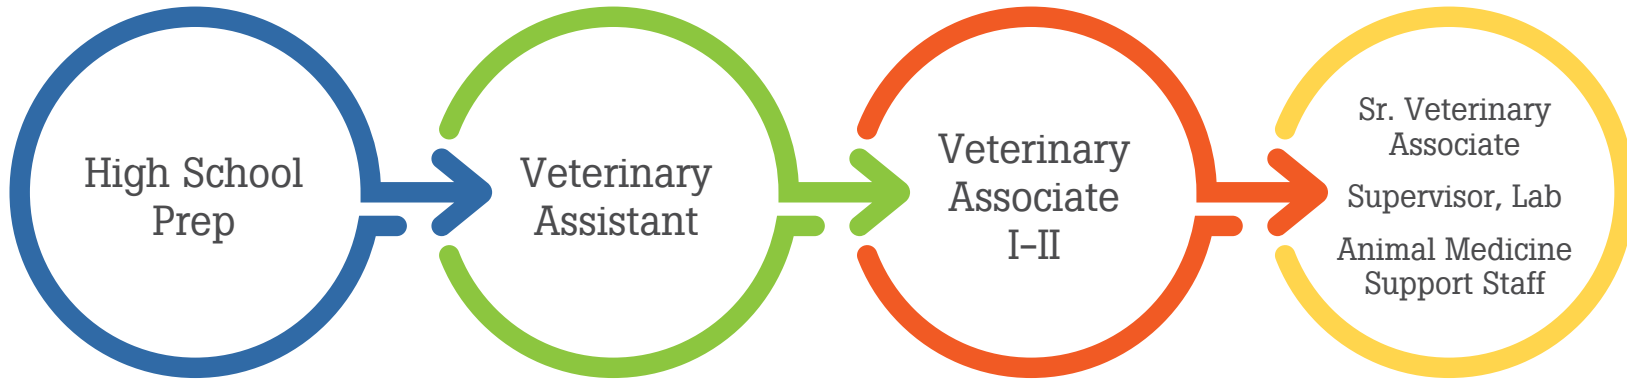 High School
Prep
Veterinary
Assistant
Veterinary
Associate
I–II
Sr. Veterinary
Associate
Supervisor, Lab
Animal Medicine
Support Staff